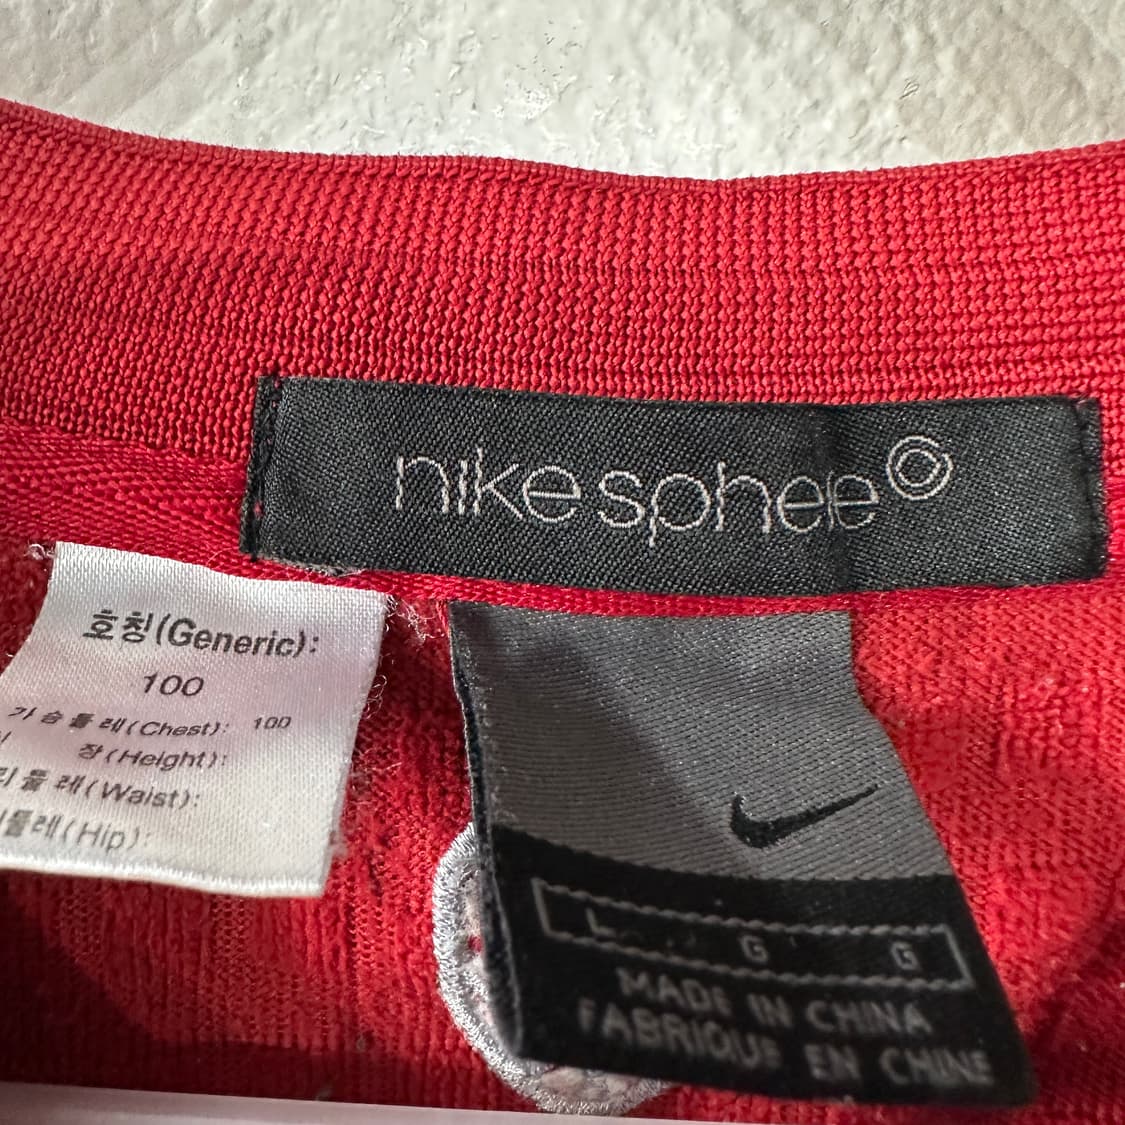 nike sphere
호칭(Generic):
100
가슴둘레(Chest): 100
장(Height):
리둘레(Waist):
둘레(Hip):
L G G
MADE IN CHINA
FABRIQUE EN CHINE